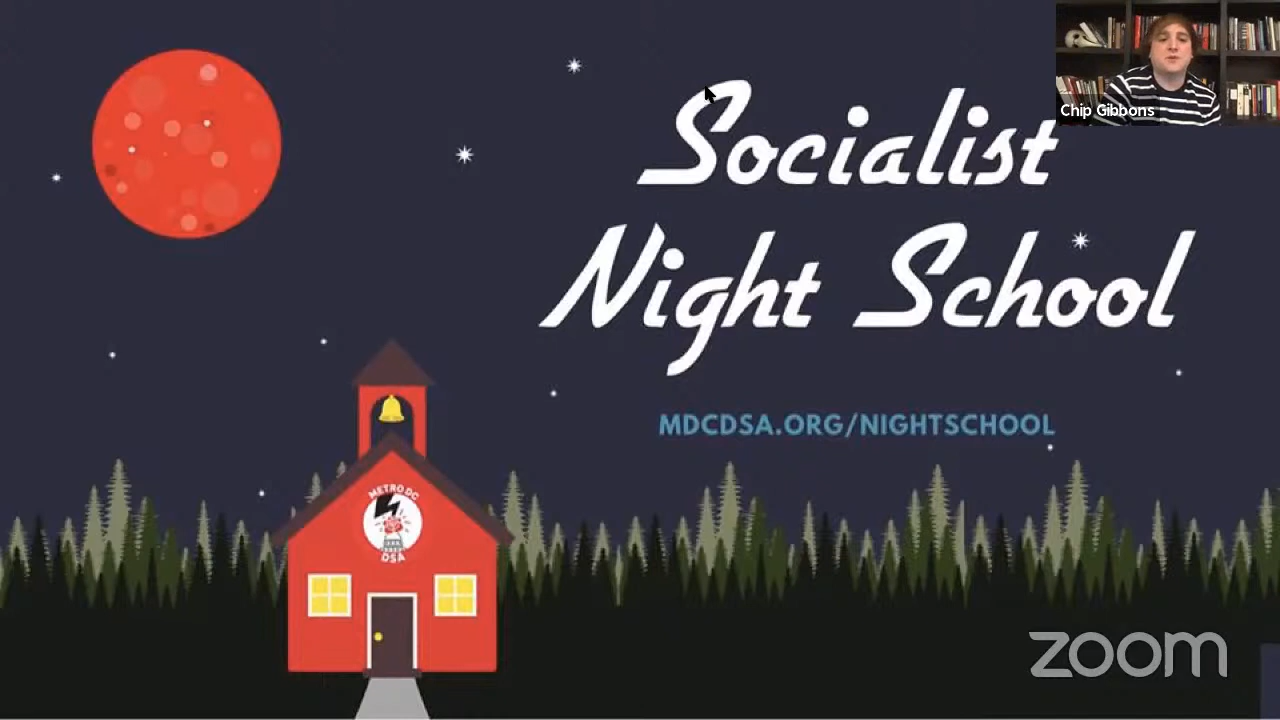 Socialist
Night School
Chip Gibbons
MDCDSA.ORG/NIGHTSCHOOL
METRO DC
DSA
zoom